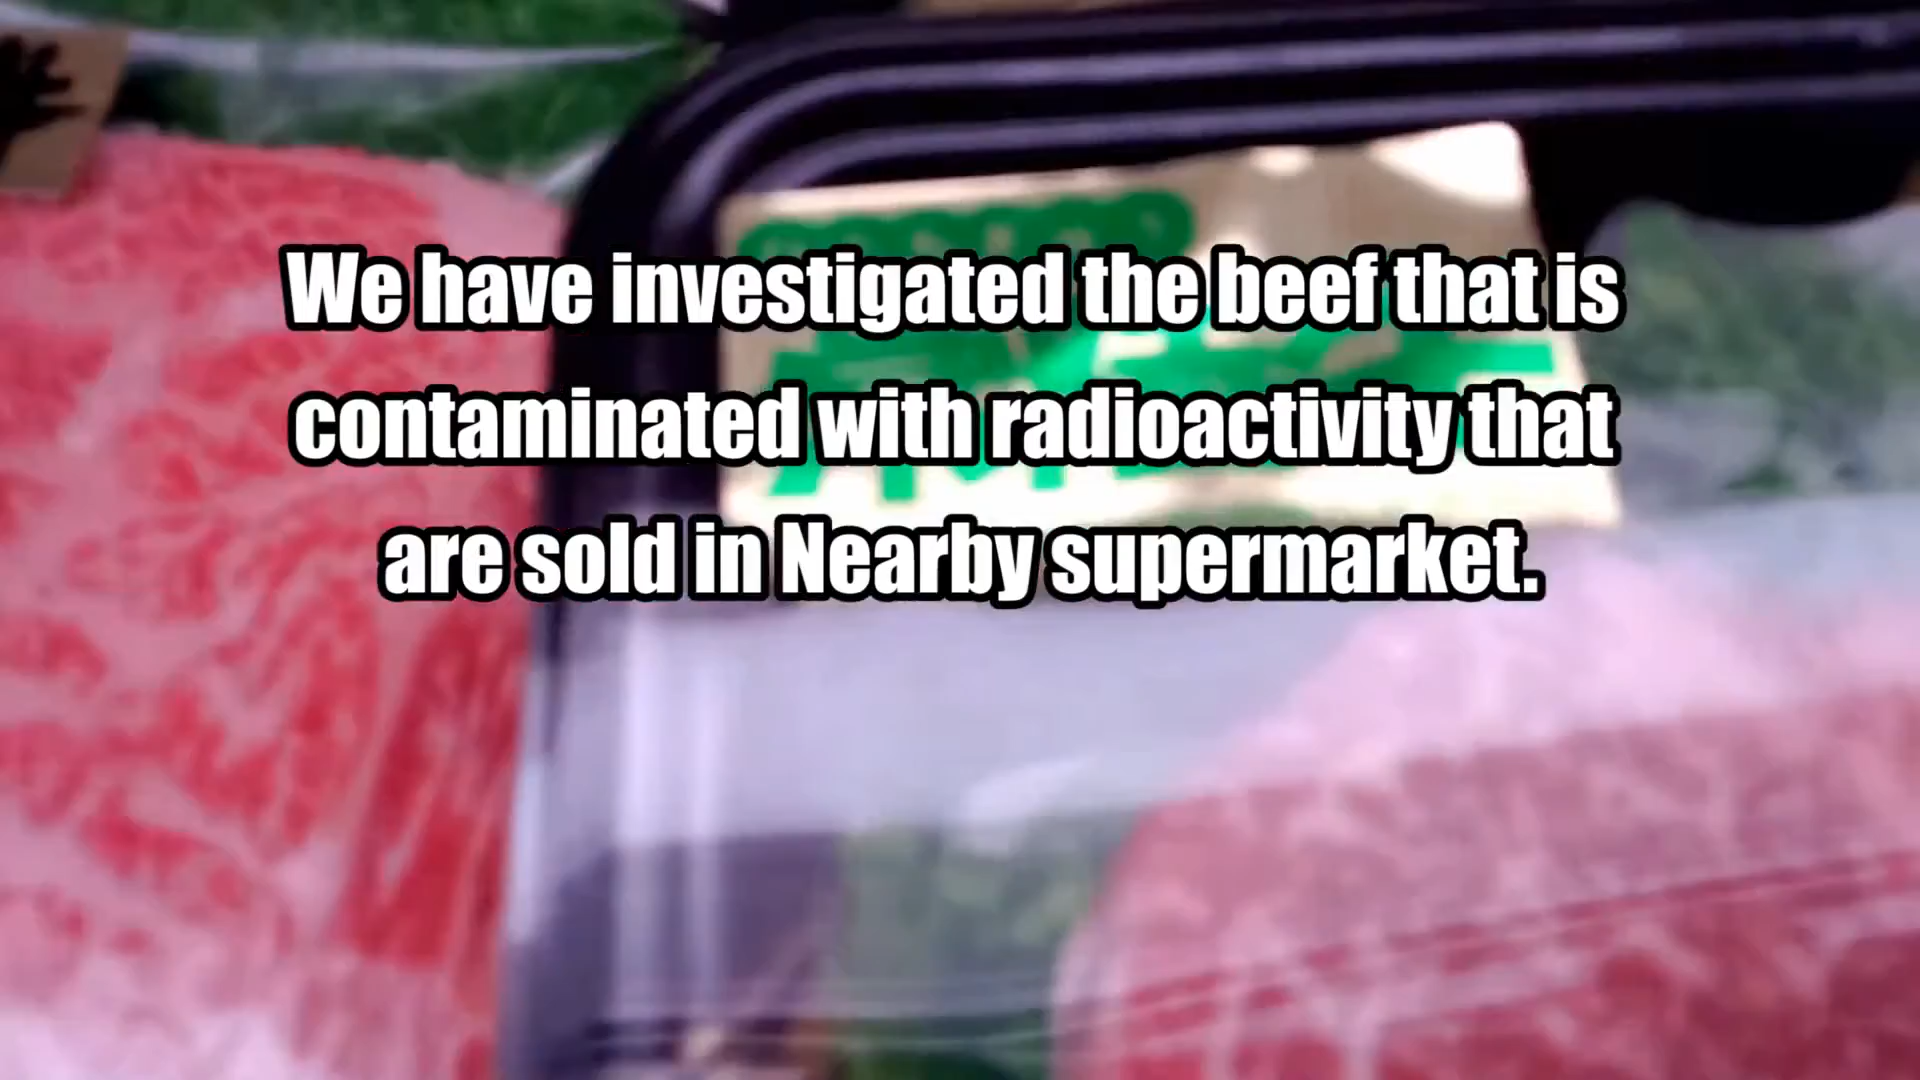 We have investigated the beef that is
contaminated with radioactivity that
are sold in Nearby supermarket.